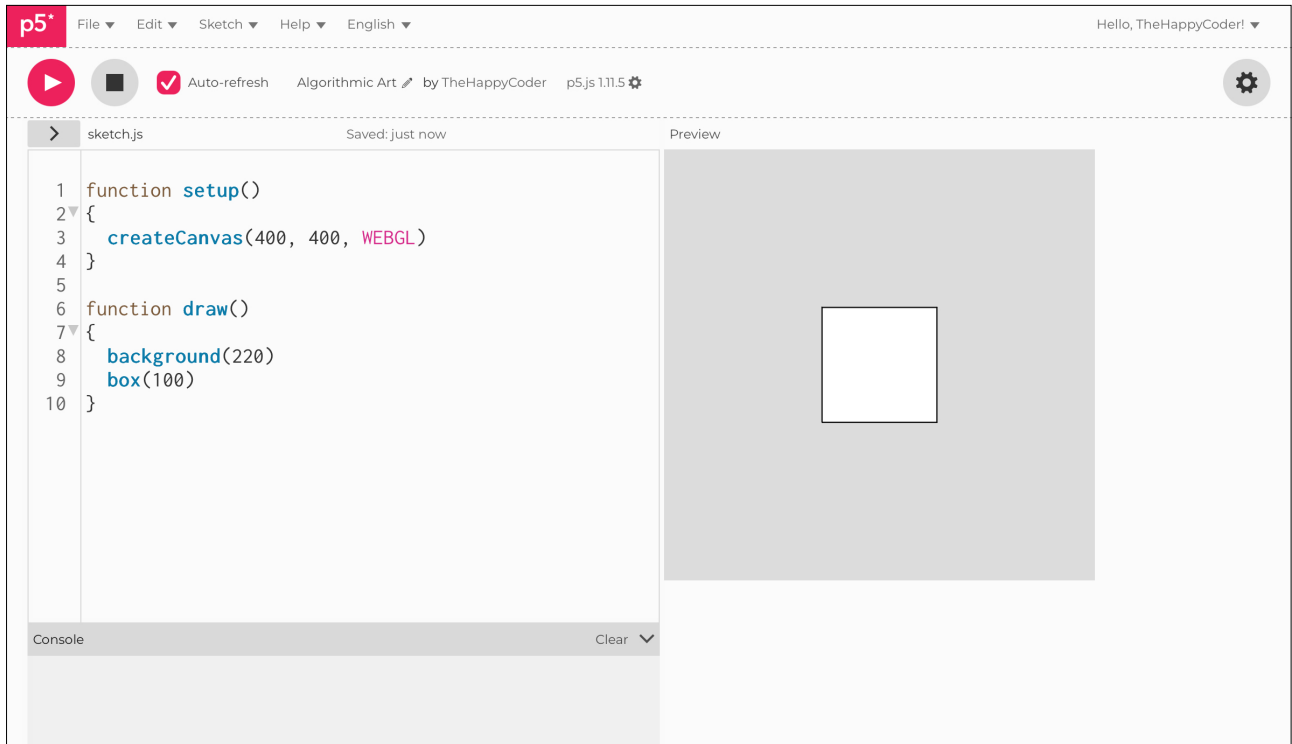 p5* File Edit Sketch Help English Hello, TheHappyCoder!
Auto-refresh Algorithmic Art by TheHappyCoder p5.js 1.11.5
sketch.js Saved: just now Preview
1 function setup()
2 {
3 createCanvas(400, 400, WEBGL)
4 }
5
6 function draw()
7 {
8 background(220)
9 box(100)
10 }
Console Clear